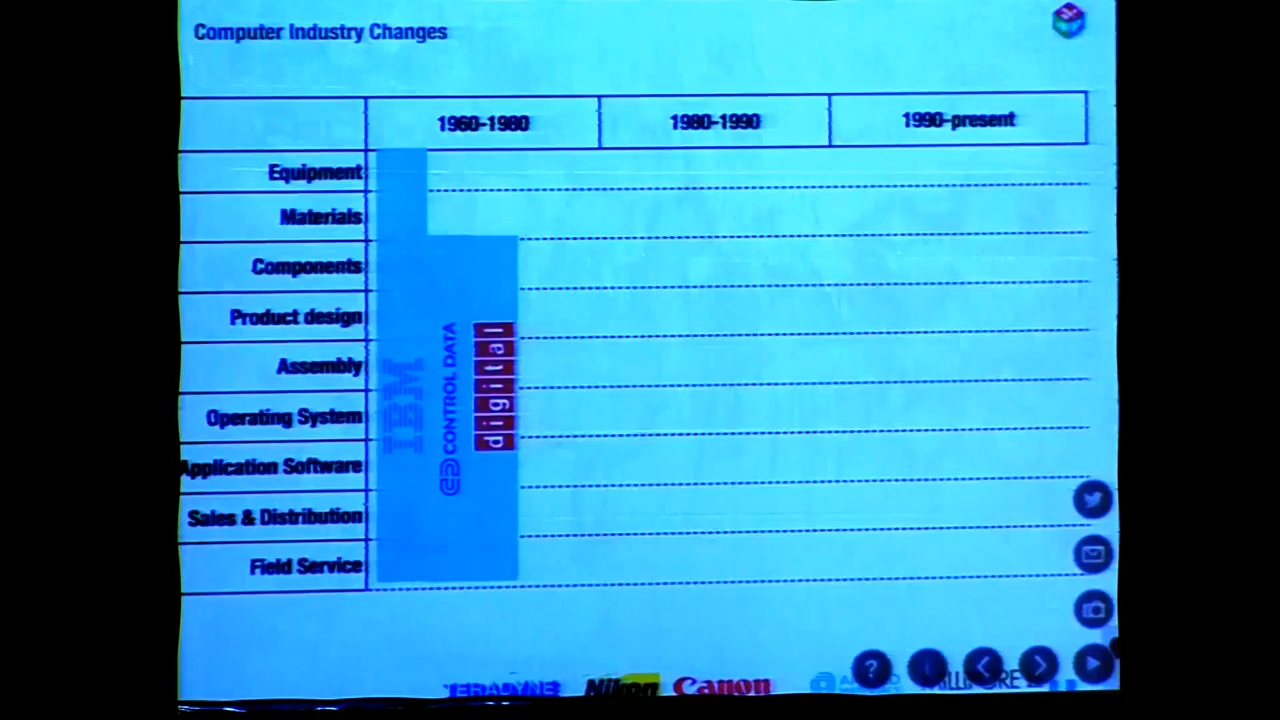 Computer Industry Changes
1960-1980
1980-1990
1990-present
Equipment
Materials
Components
Product design
Assembly
Operating System
Application Software
Sales & Distribution
Field Service
IBM
CONTROL DATA
digital
TERADYNE
Nikon
Canon
?